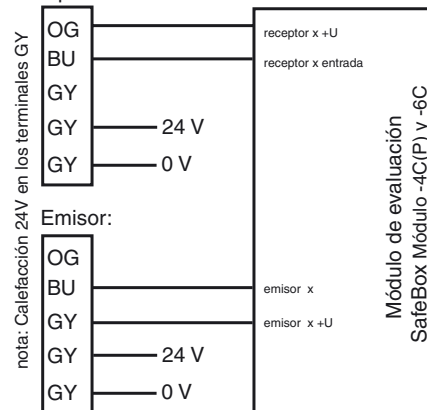 OG
receptor x +U
BU
receptor x entrada
GY
GY
24 V
GY
0 V
Emisor:
OG
BU
emisor x
GY
emisor x +U
GY
24 V
GY
0 V
nota: Calefacción 24V en los terminales GY
Módulo de evaluación
SafeBox Módulo -4C(P) y -6C